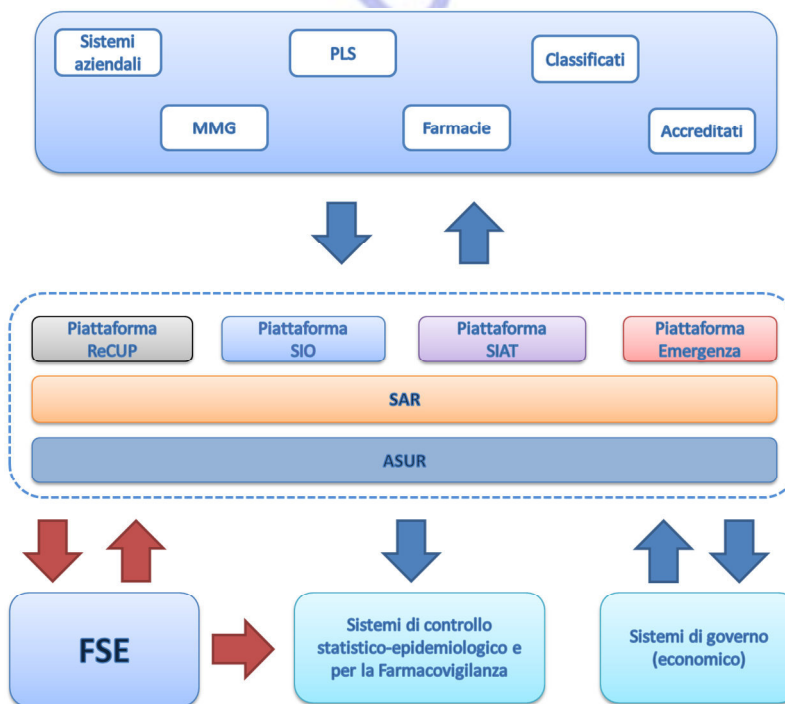 Sistemi
aziendali
PLS
Classificati
MMG
Farmacie
Accreditati
Piattaforma
ReCUP
Piattaforma
SIO
Piattaforma
SIAT
Piattaforma
Emergenza
SAR
ASUR
FSE
Sistemi di controllo
statistico-epidemiologico e
per la Farmacovigilanza
Sistemi di governo
(economico)